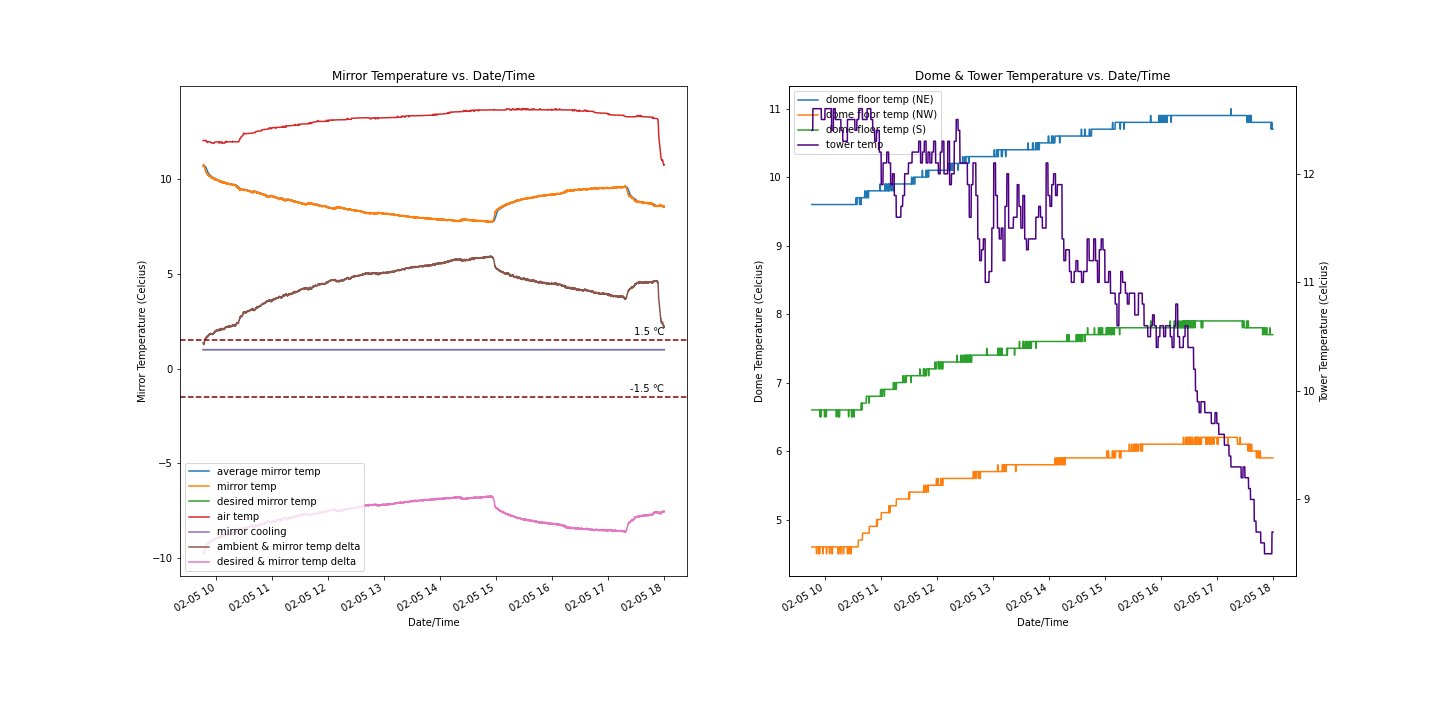 Mirror Temperature vs. Date/Time
Mirror Temperature (Celcius)
10
5
0
−5
−10
1.5 °C
-1.5 °C
average mirror temp
mirror temp
desired mirror temp
air temp
mirror cooling
ambient & mirror temp delta
desired & mirror temp delta
02-05 10
02-05 11
02-05 12
02-05 13
02-05 14
02-05 15
02-05 16
02-05 17
02-05 18
Date/Time
Dome & Tower Temperature vs. Date/Time
Dome Temperature (Celcius)
11
10
9
8
7
6
5
dome floor temp (NE)
dome floor temp (NW)
dome floor temp (S)
tower temp
12
11
10
9
Tower Temperature (Celcius)
02-05 10
02-05 11
02-05 12
02-05 13
02-05 14
02-05 15
02-05 16
02-05 17
02-05 18
Date/Time